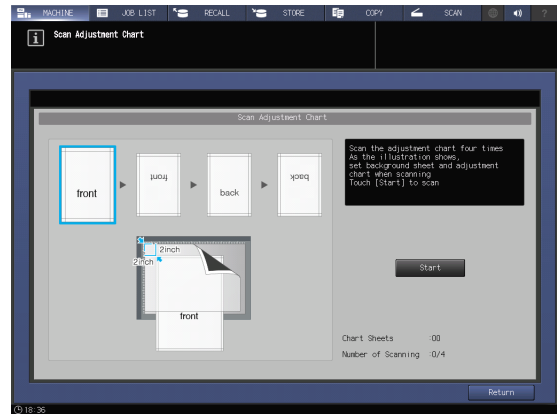 MACHINE JOB LIST RECALL STORE COPY SCAN ?
i Scan Adjustment Chart
Scan Adjustment Chart
front front back back
Scan the adjustment chart four times
As the illustration shows,
set background sheet and adjustment
chart when scanning
Touch [Start] to scan
2inch
2inch
front
Start
Chart Sheets :00
Number of Scanning :0/4
Return
18:36